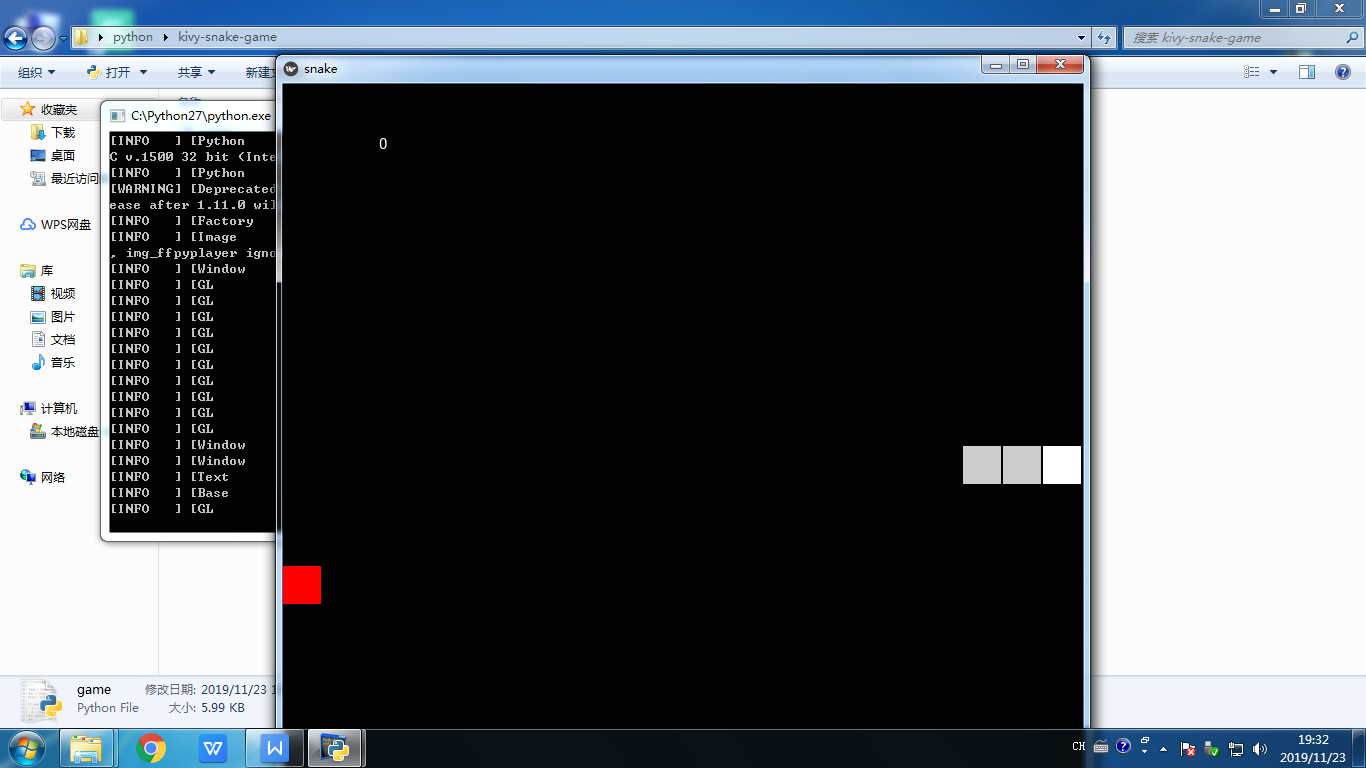 python kivy-snake-game
搜索 kivy-snake-game
组织 打开 共享 新建文
snake
收藏夹
下载
桌面
最近访问
WPS网盘
库
视频
图片
文档
音乐
计算机
本地磁盘
网络
C:\Python27\python.exe
[INFO   ] [Python
C v.1500 32 bit (Inte
[INFO   ] [Python
[WARNING] [Deprecated
ease after 1.11.0 wil
[INFO   ] [Factory
[INFO   ] [Image
, img_ffpyplayer igno
[INFO   ] [Window
[INFO   ] [GL
[INFO   ] [GL
[INFO   ] [GL
[INFO   ] [GL
[INFO   ] [GL
[INFO   ] [GL
[INFO   ] [GL
[INFO   ] [GL
[INFO   ] [GL
[INFO   ] [GL
[INFO   ] [Window
[INFO   ] [Window
[INFO   ] [Text
[INFO   ] [Base
[INFO   ] [GL
0
game 修改日期: 2019/11/23 1
Python File 大小: 5.99 KB
CH
19:32
2019/11/23